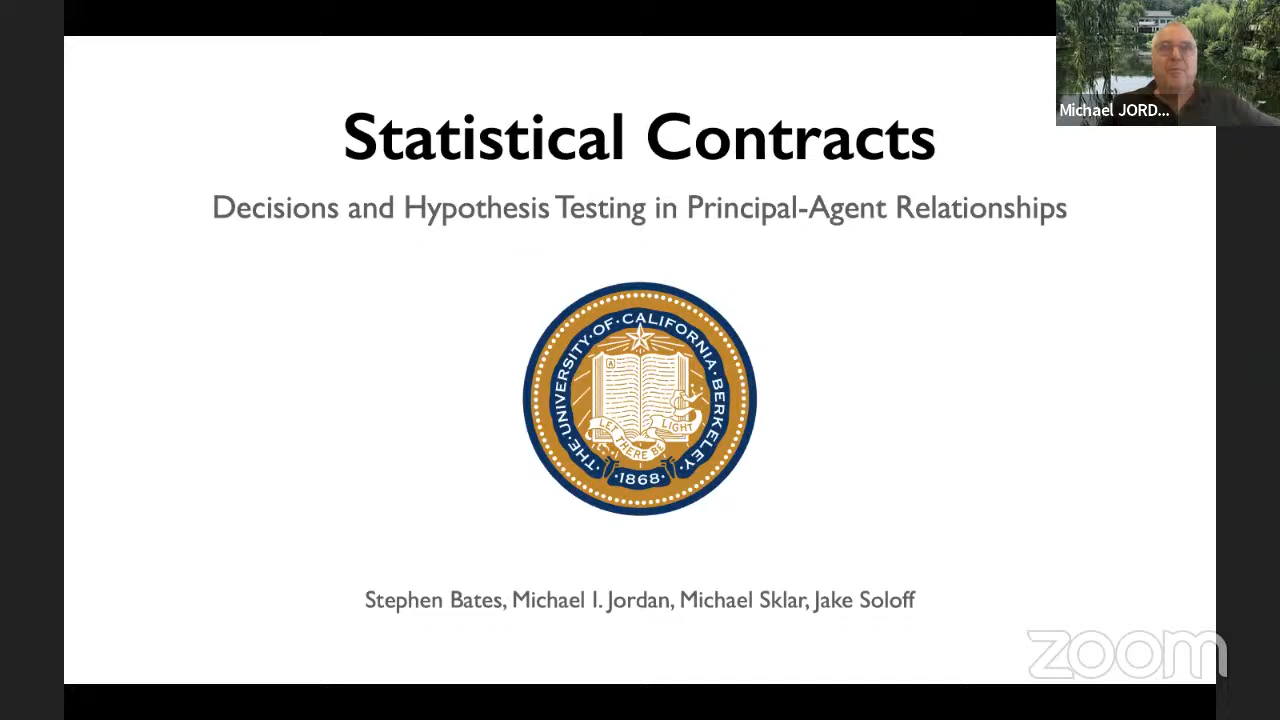 Michael JORD...
Statistical Contracts
Decisions and Hypothesis Testing in Principal-Agent Relationships
THE·UNIVERSITY·OF·CALIFORNIA·BERKELEY
A
LET THERE BE LIGHT
·1868·
Stephen Bates, Michael I. Jordan, Michael Sklar, Jake Soloff
zoom